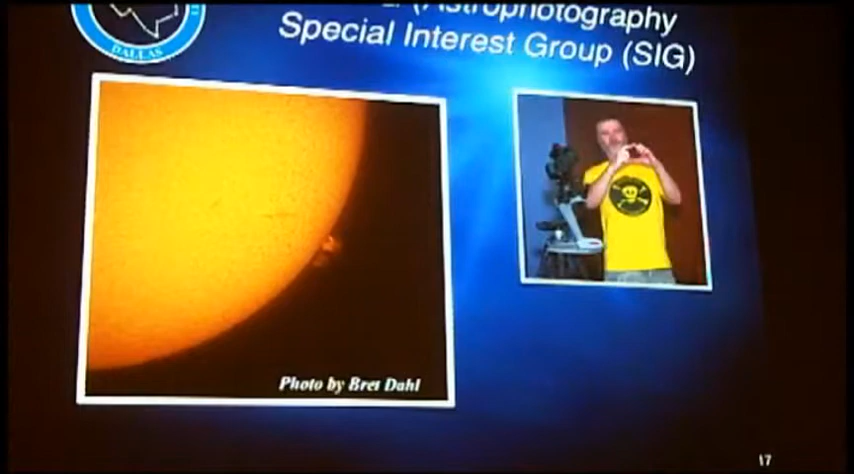 DALLAS
(Astrophotography
Special Interest Group (SIG)
Photo by Bret Dahl
17